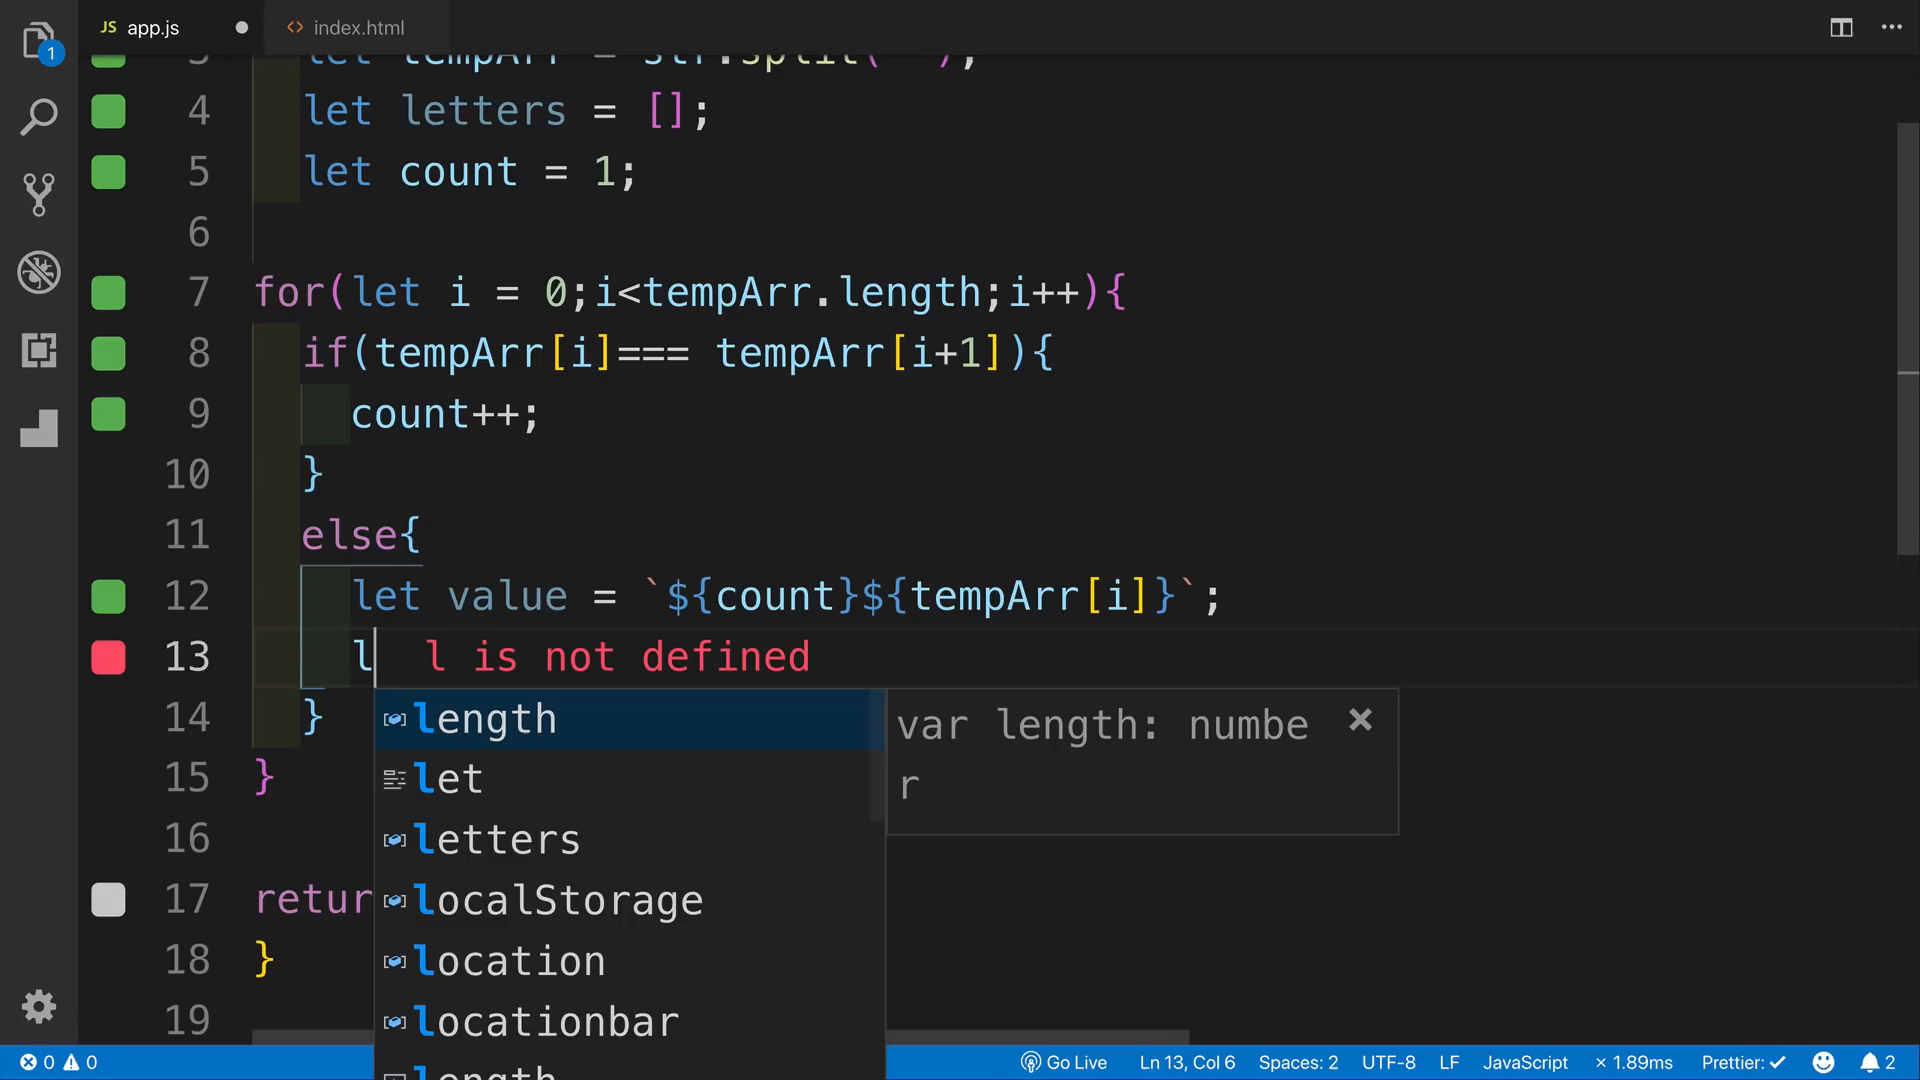 JS app.js
<> index.html
1
3 let tempArr = str.split(" ");
4 let letters = [];
5 let count = 1;
6
7 for(let i = 0;i<tempArr.length;i++){
8 if(tempArr[i]=== tempArr[i+1]){
9 count++;
10 }
11 else{
12 let value = `${count}${tempArr[i]}`;
13 l l is not defined
14 }
15 }
16
17 retur
18 }
19
length
let
letters
localStorage
location
locationbar
length
var length: numbe
r
0 0 Go Live Ln 13, Col 6 Spaces: 2 UTF-8 LF JavaScript × 1.89ms Prettier: ✓ 2